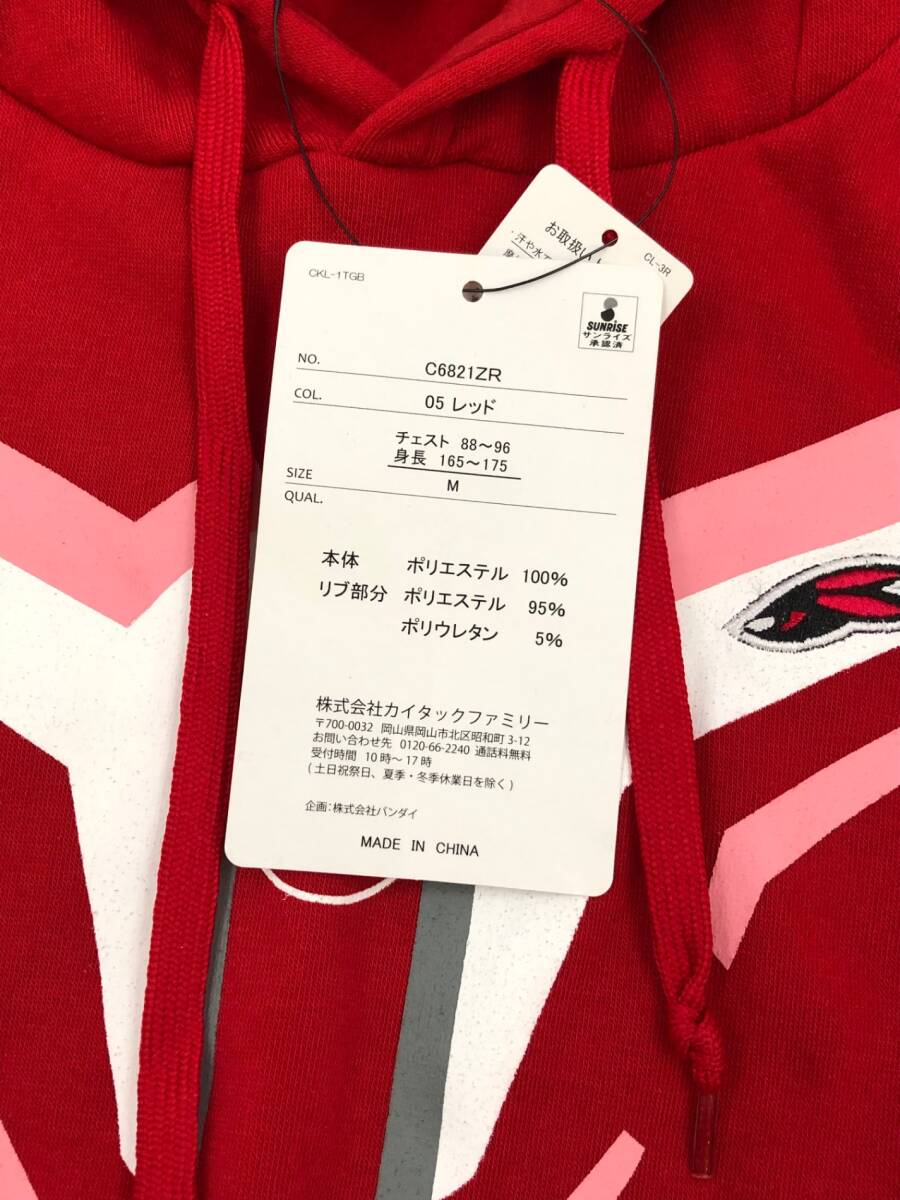 お取扱い
・汗や水
CL-3R
CKL-1TGB
SUNRiSE
サンライズ
承認済
NO. C6821ZR
COL. 05 レッド
チェスト 88～96
身長 165～175
SIZE M
QUAL.
本体 ポリエステル 100%
リブ部分 ポリエステル 95%
ポリウレタン 5%
株式会社カイタックファミリー
〒700-0032 岡山県岡山市北区昭和町 3-12
お問い合わせ先 0120-66-2240 通話料無料
受付時間 10時～17時
(土日祝祭日、夏季・冬季休業日を除く)
企画：株式会社バンダイ
MADE IN CHINA